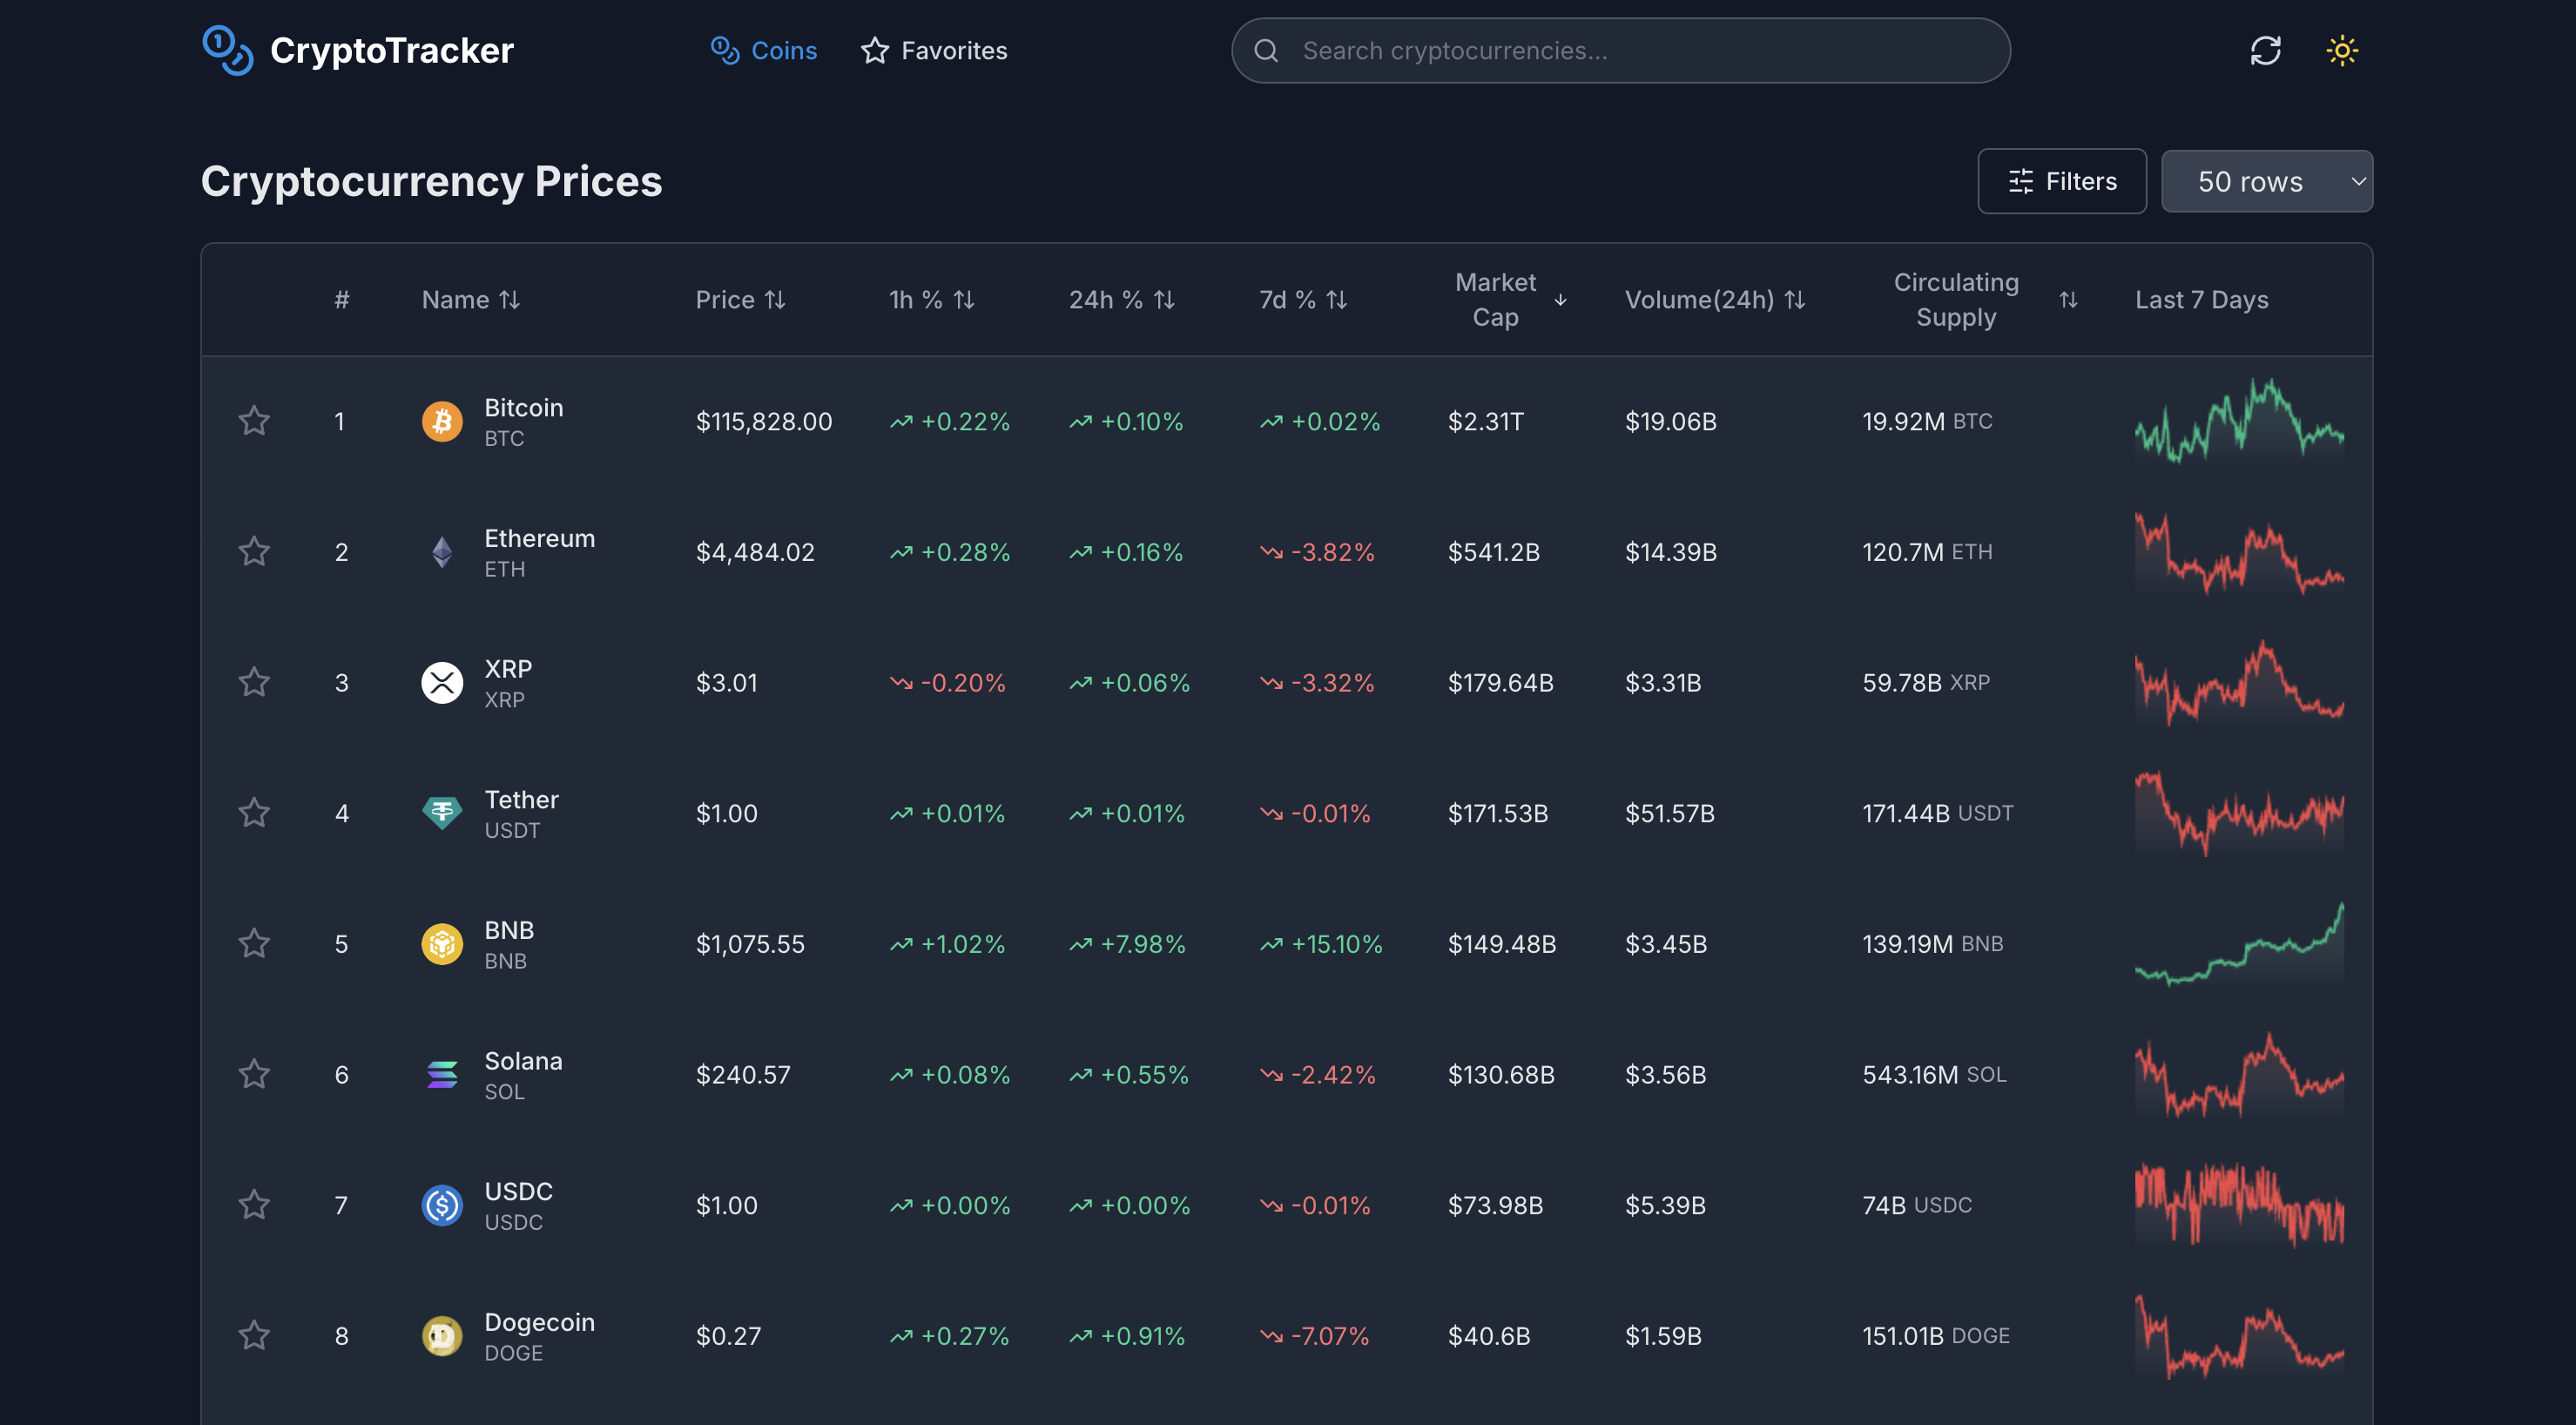 CryptoTracker Coins Favorites Search cryptocurrencies...
Cryptocurrency Prices Filters 50 rows
# Name Price 1h % 24h % 7d % Market Cap Volume(24h) Circulating Supply Last 7 Days
1 Bitcoin BTC $115,828.00 +0.22% +0.10% +0.02% $2.31T $19.06B 19.92M BTC
2 Ethereum ETH $4,484.02 +0.28% +0.16% -3.82% $541.2B $14.39B 120.7M ETH
3 XRP XRP $3.01 -0.20% +0.06% -3.32% $179.64B $3.31B 59.78B XRP
4 Tether USDT $1.00 +0.01% +0.01% -0.01% $171.53B $51.57B 171.44B USDT
5 BNB BNB $1,075.55 +1.02% +7.98% +15.10% $149.48B $3.45B 139.19M BNB
6 Solana SOL $240.57 +0.08% +0.55% -2.42% $130.68B $3.56B 543.16M SOL
7 USDC USDC $1.00 +0.00% +0.00% -0.01% $73.98B $5.39B 74B USDC
8 Dogecoin DOGE $0.27 +0.27% +0.91% -7.07% $40.6B $1.59B 151.01B DOGE